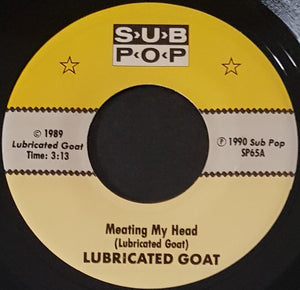 S·U·B
P·O·P
© 1989
Lubricated Goat
Time: 3:13
℗ 1990 Sub Pop
SP65A
Meating My Head
(Lubricated Goat)
LUBRICATED GOAT